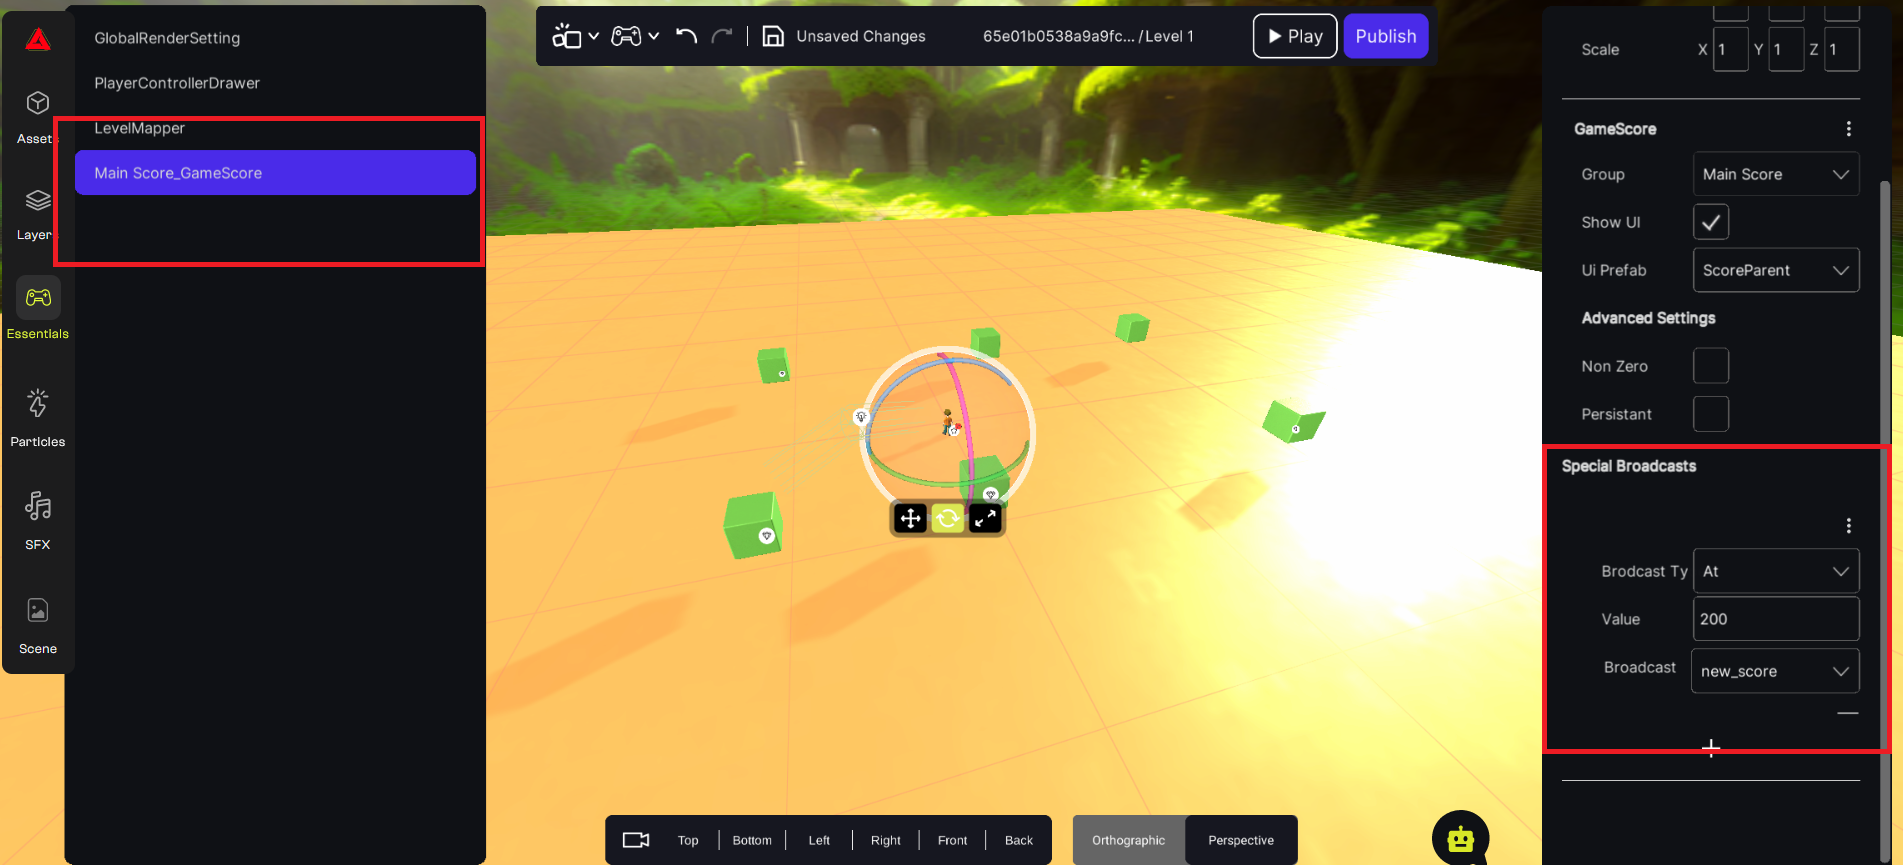 Assets
Layers
Essentials
Particles
SFX
Scene
GlobalRenderSetting
PlayerControllerDrawer
LevelMapper
Main Score_GameScore
Unsaved Changes
65e01b0538a9a9fc... / Level 1
Play
Publish
Scale X 1 Y 1 Z 1
GameScore
Group Main Score
Show UI
Ui Prefab ScoreParent
Advanced Settings
Non Zero
Persistant
Special Broadcasts
Brodcast Ty At
Value 200
Broadcast new_score
Top Bottom Left Right Front Back
Orthographic Perspective